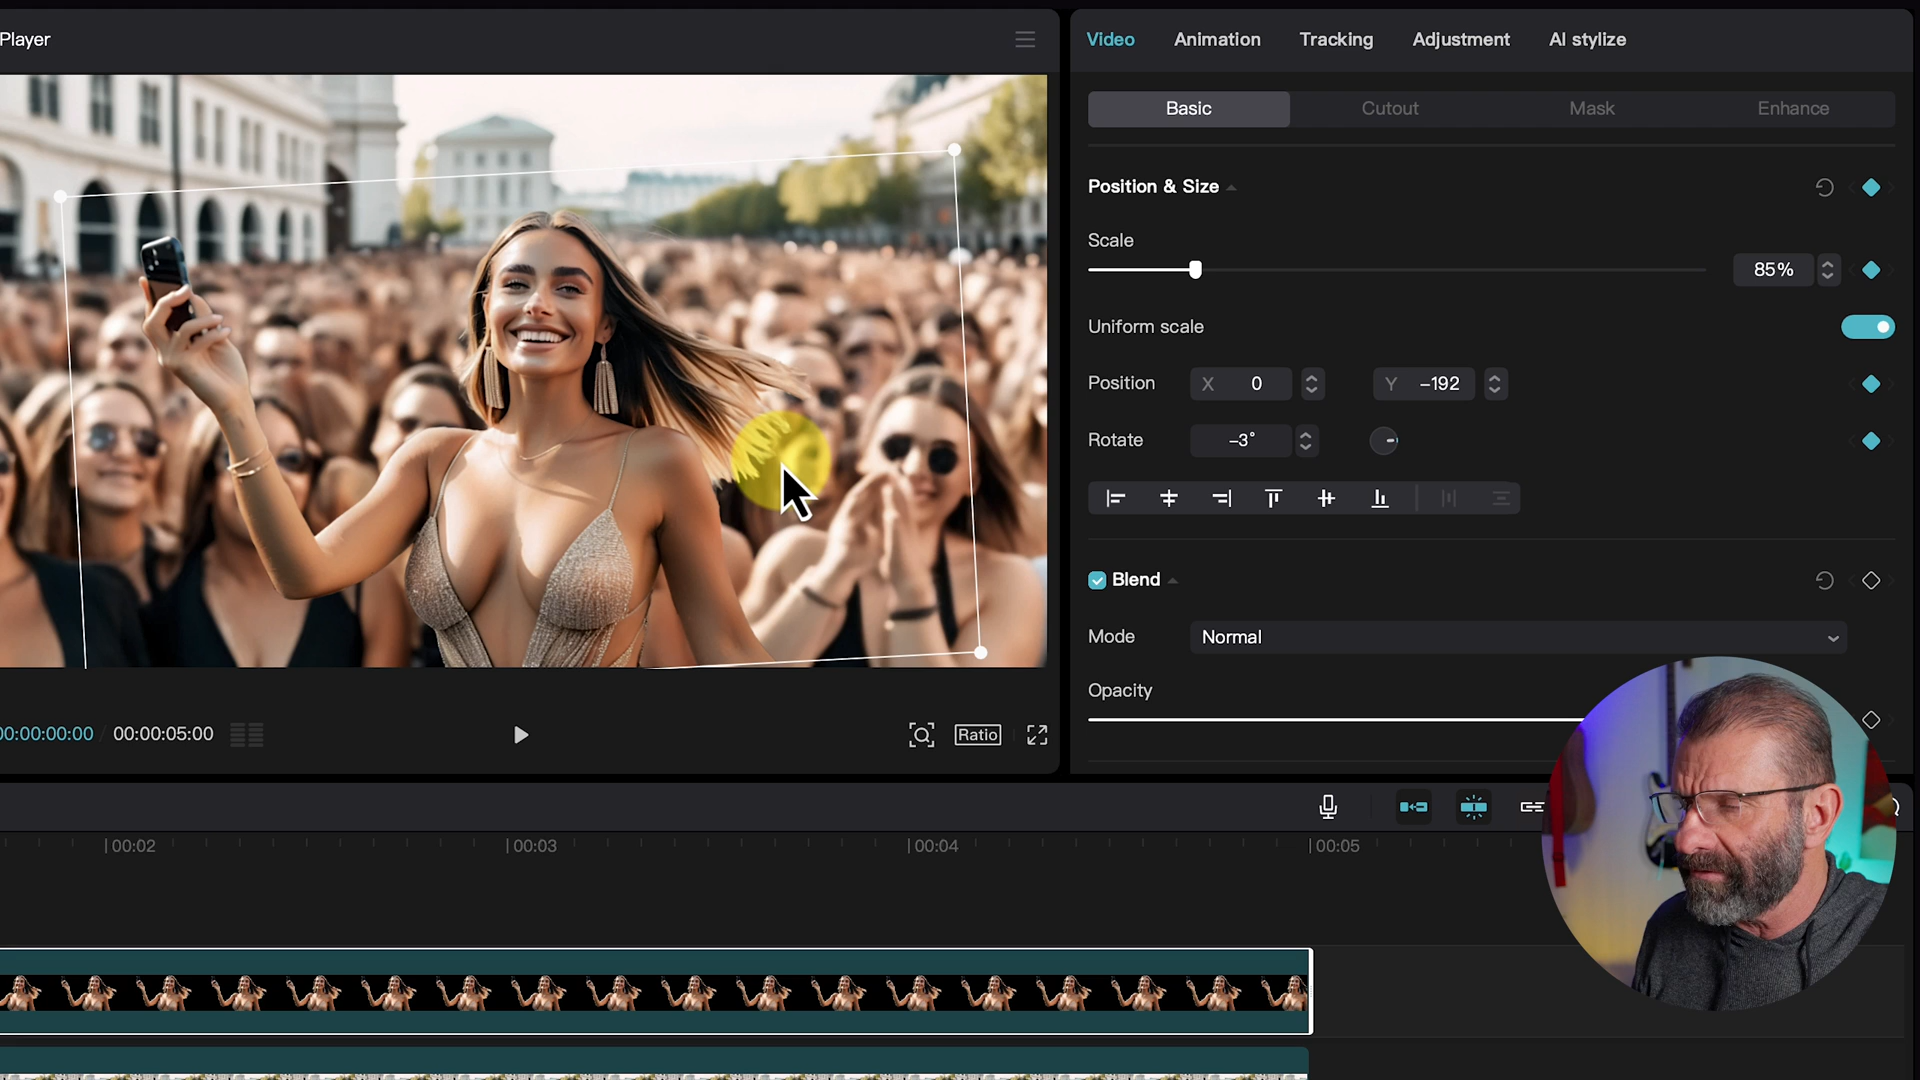 Player
Video Animation Tracking Adjustment AI stylize
Basic Cutout Mask Enhance
Position & Size
Scale
85%
Uniform scale
Position X 0 Y -192
Rotate -3°
Blend
Mode Normal
Opacity
00:00:00:00 / 00:00:05:00
Ratio
00:02 00:03 00:04 00:05